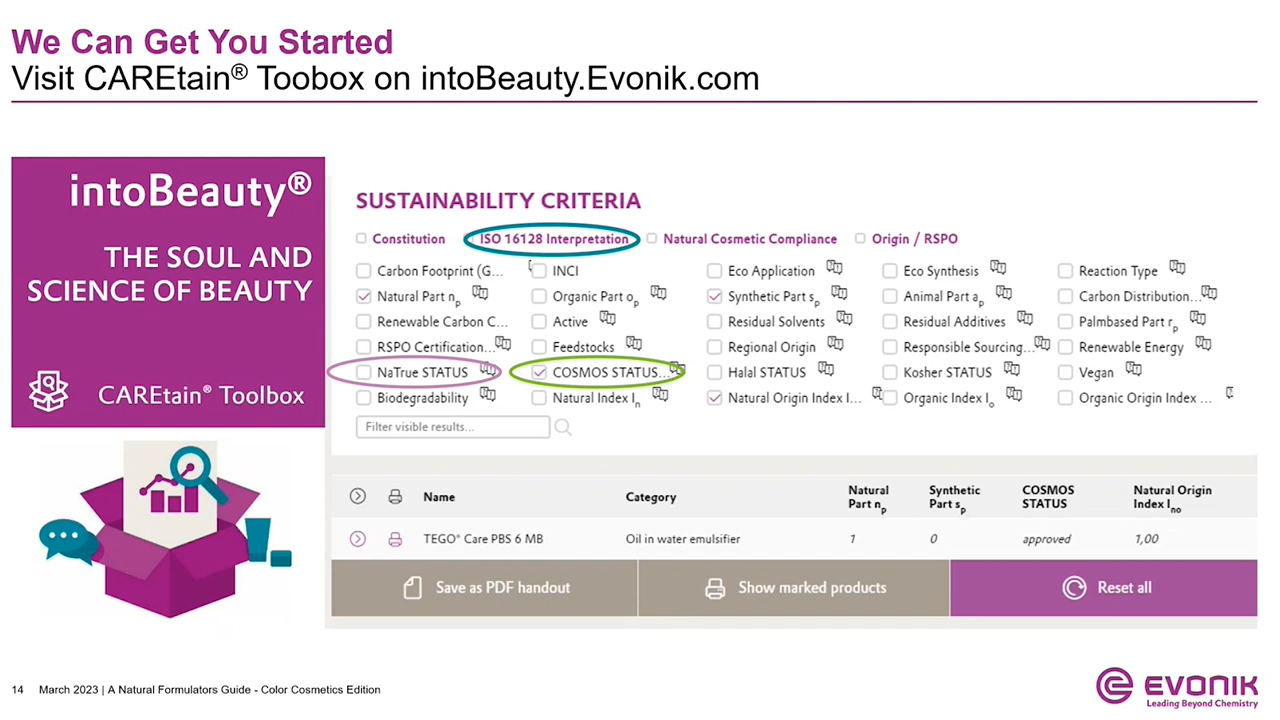 We Can Get You Started
Visit CAREtain® Toobox on intoBeauty.Evonik.com
intoBeauty®
THE SOUL AND
SCIENCE OF BEAUTY
CAREtain® Toolbox
SUSTAINABILITY CRITERIA
Constitution ISO 16128 Interpretation Natural Cosmetic Compliance Origin / RSPO
Carbon Footprint (G... INCI Eco Application Eco Synthesis Reaction Type
Natural Part np Organic Part op Synthetic Part sp Animal Part ap Carbon Distribution...
Renewable Carbon C... Active Residual Solvents Residual Additives Palmbased Part rp
RSPO Certification... Feedstocks Regional Origin Responsible Sourcing... Renewable Energy
NaTrue STATUS COSMOS STATUS... Halal STATUS Kosher STATUS Vegan
Biodegradability Natural Index In Natural Origin Index I... Organic Index Io Organic Origin Index ...
Filter visible results...
Name Category Natural Part np Synthetic Part sp COSMOS STATUS Natural Origin Index Ino
TEGO® Care PBS 6 MB Oil in water emulsifier 1 0 approved 1,00
Save as PDF handout Show marked products Reset all
14 March 2023 | A Natural Formulators Guide - Color Cosmetics Edition
EVONIK
Leading Beyond Chemistry